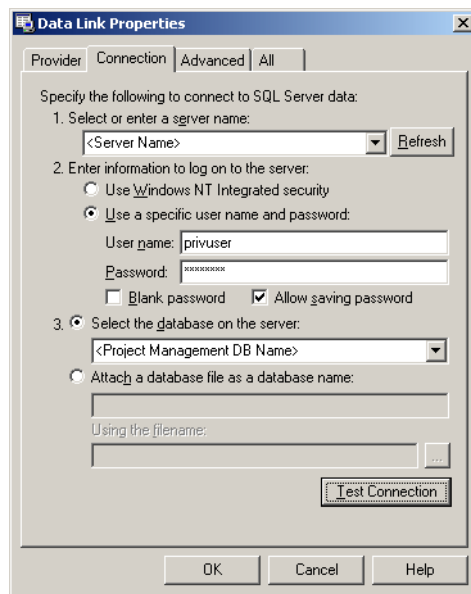 Data Link Properties
Provider Connection Advanced All
Specify the following to connect to SQL Server data:
1. Select or enter a server name:
<Server Name> Refresh
2. Enter information to log on to the server:
Use Windows NT Integrated security
Use a specific user name and password:
User name: privuser
Password: ××××××××
Blank password Allow saving password
3. Select the database on the server:
<Project Management DB Name>
Attach a database file as a database name:
Using the filename:
...
Test Connection
OK Cancel Help